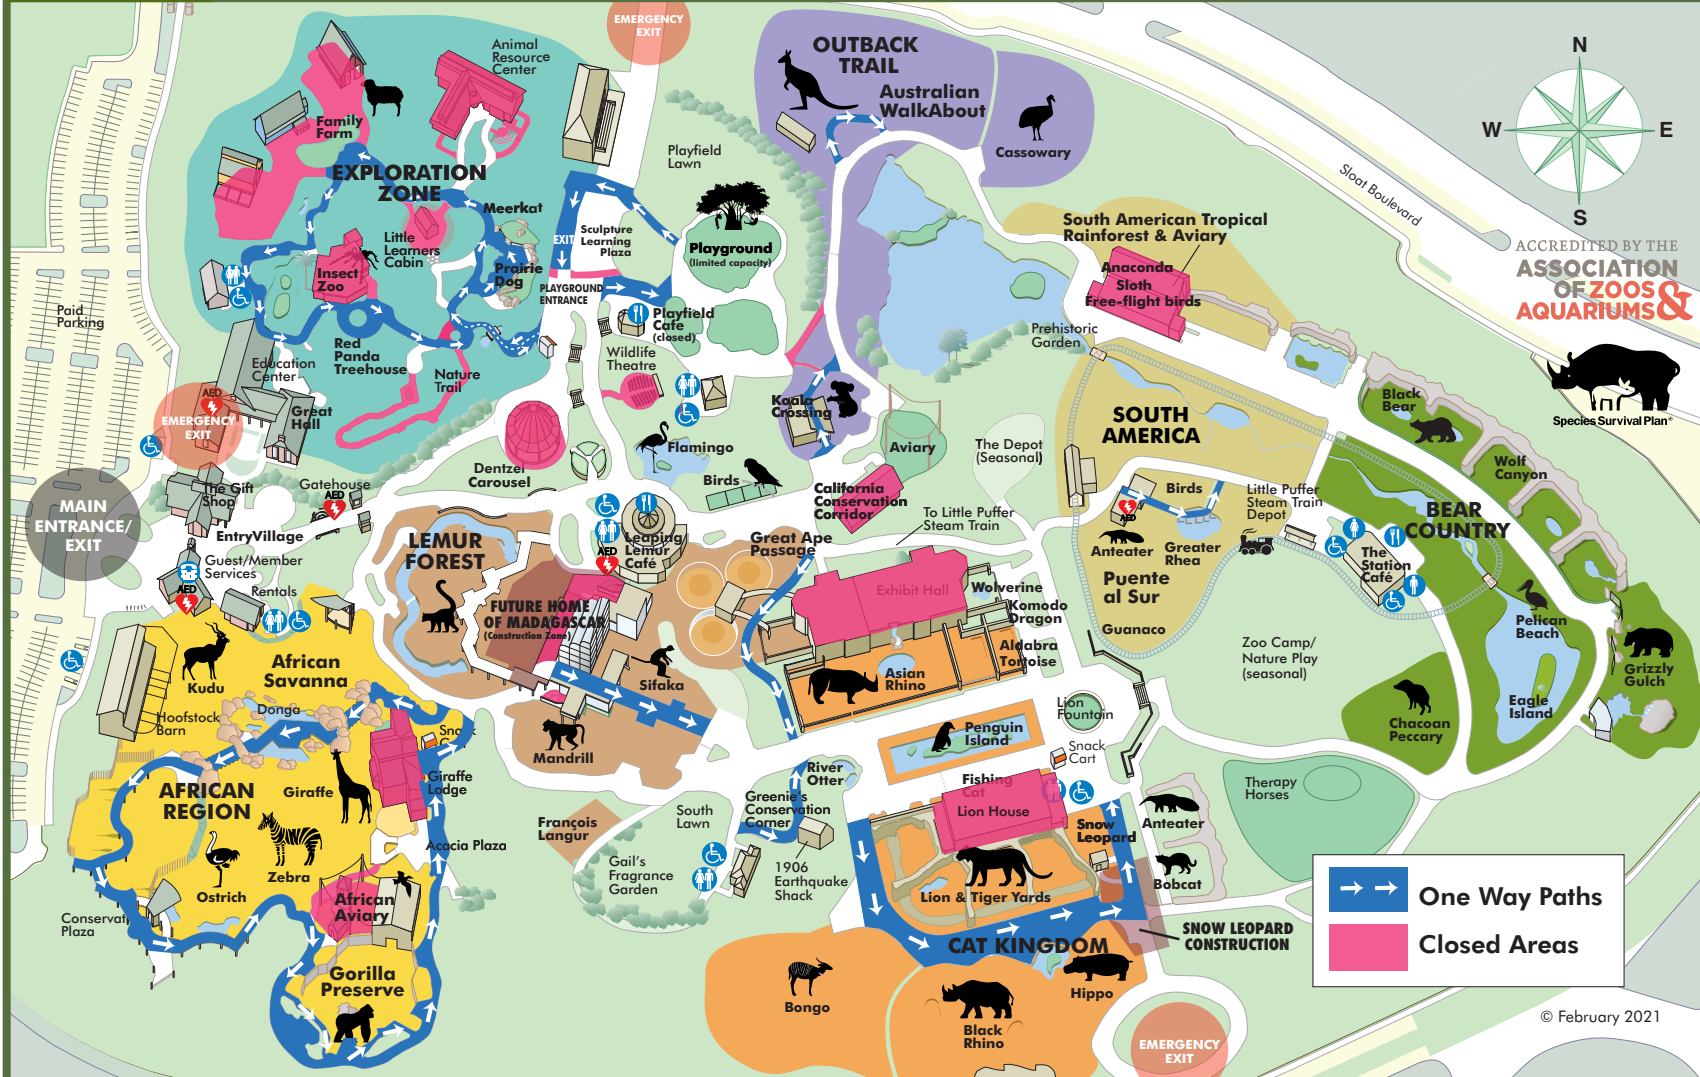 EMERGENCY
EXIT
Animal
Resource
Center
Family
Farm
EXPLORATION
ZONE
Meerkat
Little
Learners
Cabin
Prairie
Dog
Insect
Zoo
Red
Panda
Treehouse
Nature
Trail
Education
Center
Great
Hall
AED
EMERGENCY
EXIT
Paid
Parking
MAIN
ENTRANCE/
EXIT
The Gift
Shop
Gatehouse
AED
EntryVillage
Guest/Member
Services
AED
Rentals
EXIT
Sculpture
Learning
Plaza
PLAYGROUND
ENTRANCE
Playfield
Lawn
Playground
(limited capacity)
Playfield
Cafe
(closed)
Wildlife
Theatre
Dentzel
Carousel
Flamingo
Birds
OUTBACK
TRAIL
Australian
WalkAbout
Cassowary
Koala
Crossing
Aviary
California
Conservation
Corridor
The Depot
(Seasonal)
To Little Puffer
Steam Train
South American Tropical
Rainforest & Aviary
Anaconda
Sloth
Free-flight birds
Prehistoric
Garden
Sloat Boulevard
N
W
E
S
ACCREDITED BY THE
ASSOCIATION
OF ZOOS
&
AQUARIUMS
Species Survival Plan®
SOUTH
AMERICA
Birds
AED
Anteater
Greater
Rhea
Puente
al Sur
Guanaco
Little Puffer
Steam Train
Depot
Black
Bear
Wolf
Canyon
BEAR
COUNTRY
The
Station
Café
Pelican
Beach
Grizzly
Gulch
Eagle
Island
Chacoan
Peccary
Zoo Camp/
Nature Play
(seasonal)
LEMUR
FOREST
Leaping
Lemur
Café
AED
FUTURE HOME
OF MADAGASCAR
(Construction Zone)
Sifaka
Mandrill
Great Ape
Passage
Exhibit Hall
Wolverine
Komodo
Dragon
Aldabra
Tortoise
Asian
Rhino
Lion
Fountain
Penguin
Island
Snack
Cart
African
Savanna
Kudu
Hoofstock
Barn
Donga
Giraffe
Giraffe
Lodge
AFRICAN
REGION
Zebra
Ostrich
Acacia Plaza
African
Aviary
Plaza
Gorilla
Preserve
François
Langur
South
Lawn
Gail's
Fragrance
Garden
River
Otter
Greenie's
Conservation
Corner
1906
Earthquake
Shack
Fishing
Cat
Lion House
Snow
Leopard
Lion & Tiger Yards
CAT KINGDOM
Anteater
Bobcat
Therapy
Horses
SNOW LEOPARD
CONSTRUCTION
Bongo
Black
Rhino
Hippo
EMERGENCY
EXIT
One Way Paths
Closed Areas
© February 2021